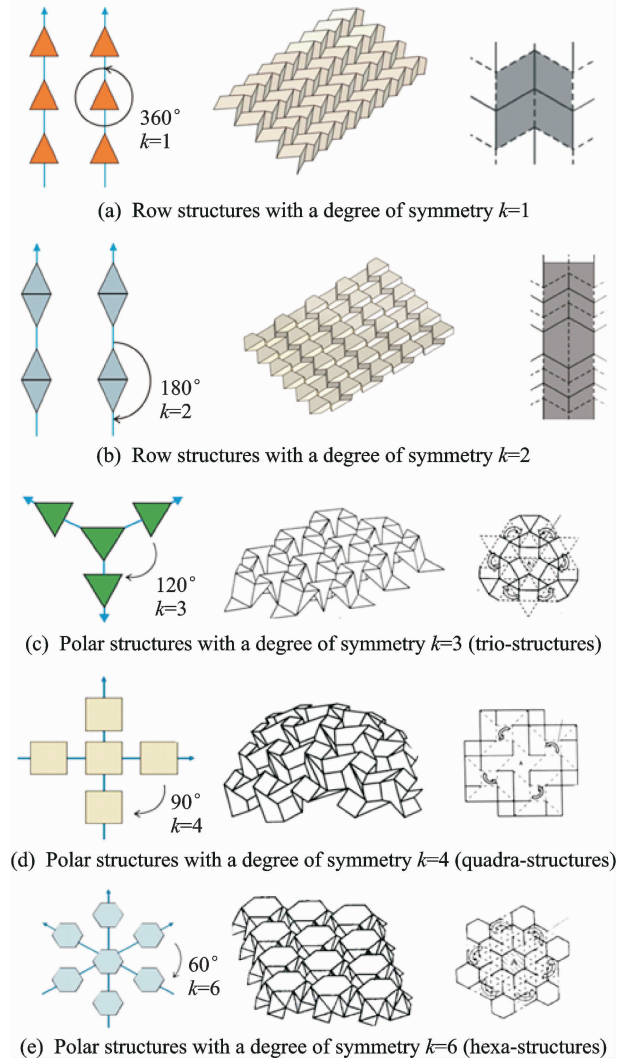 360°
k=1
(a) Row structures with a degree of symmetry k=1
180°
k=2
(b) Row structures with a degree of symmetry k=2
120°
k=3
(c) Polar structures with a degree of symmetry k=3 (trio-structures)
90°
k=4
(d) Polar structures with a degree of symmetry k=4 (quadra-structures)
60°
k=6
A
(e) Polar structures with a degree of symmetry k=6 (hexa-structures)